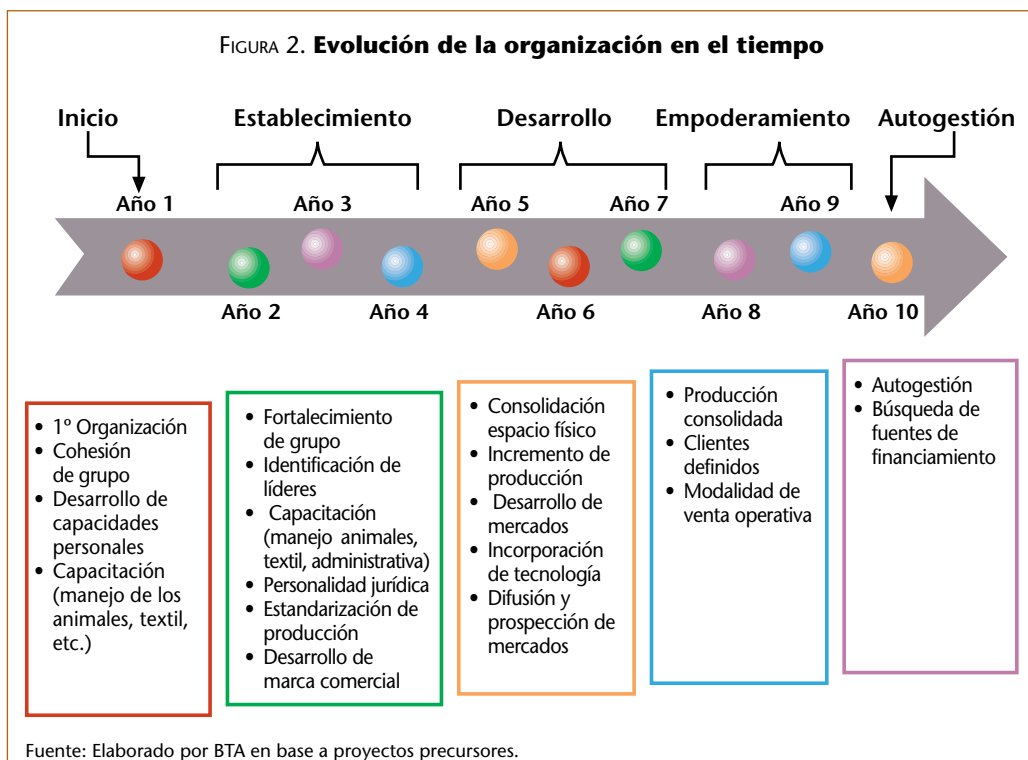 FIGURA 2. Evolución de la organización en el tiempo
Inicio
Establecimiento
Desarrollo
Empoderamiento
Autogestión
Año 1
Año 3
Año 5
Año 7
Año 9
Año 2
Año 4
Año 6
Año 8
Año 10
• 1º Organización
• Cohesión
de grupo
• Desarrollo de
capacidades
personales
• Capacitación
(manejo de los
animales, textil,
etc.)
• Fortalecimiento
de grupo
• Identificación de
líderes
• Capacitación
(manejo animales,
textil, administrativa)
• Personalidad jurídica
• Estandarización de
producción
• Desarrollo de
marca comercial
• Consolidación
espacio físico
• Incremento de
producción
• Desarrollo de
mercados
• Incorporación
de tecnología
• Difusión y
prospección de
mercados
• Producción
consolidada
• Clientes
definidos
• Modalidad de
venta operativa
• Autogestión
• Búsqueda de
fuentes de
financiamiento
Fuente: Elaborado por BTA en base a proyectos precursores.